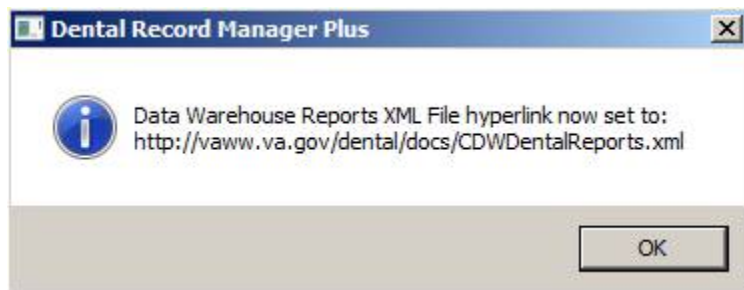 Dental Record Manager Plus
Data Warehouse Reports XML File hyperlink now set to:
http://vaww.va.gov/dental/docs/CDWDentalReports.xml
OK